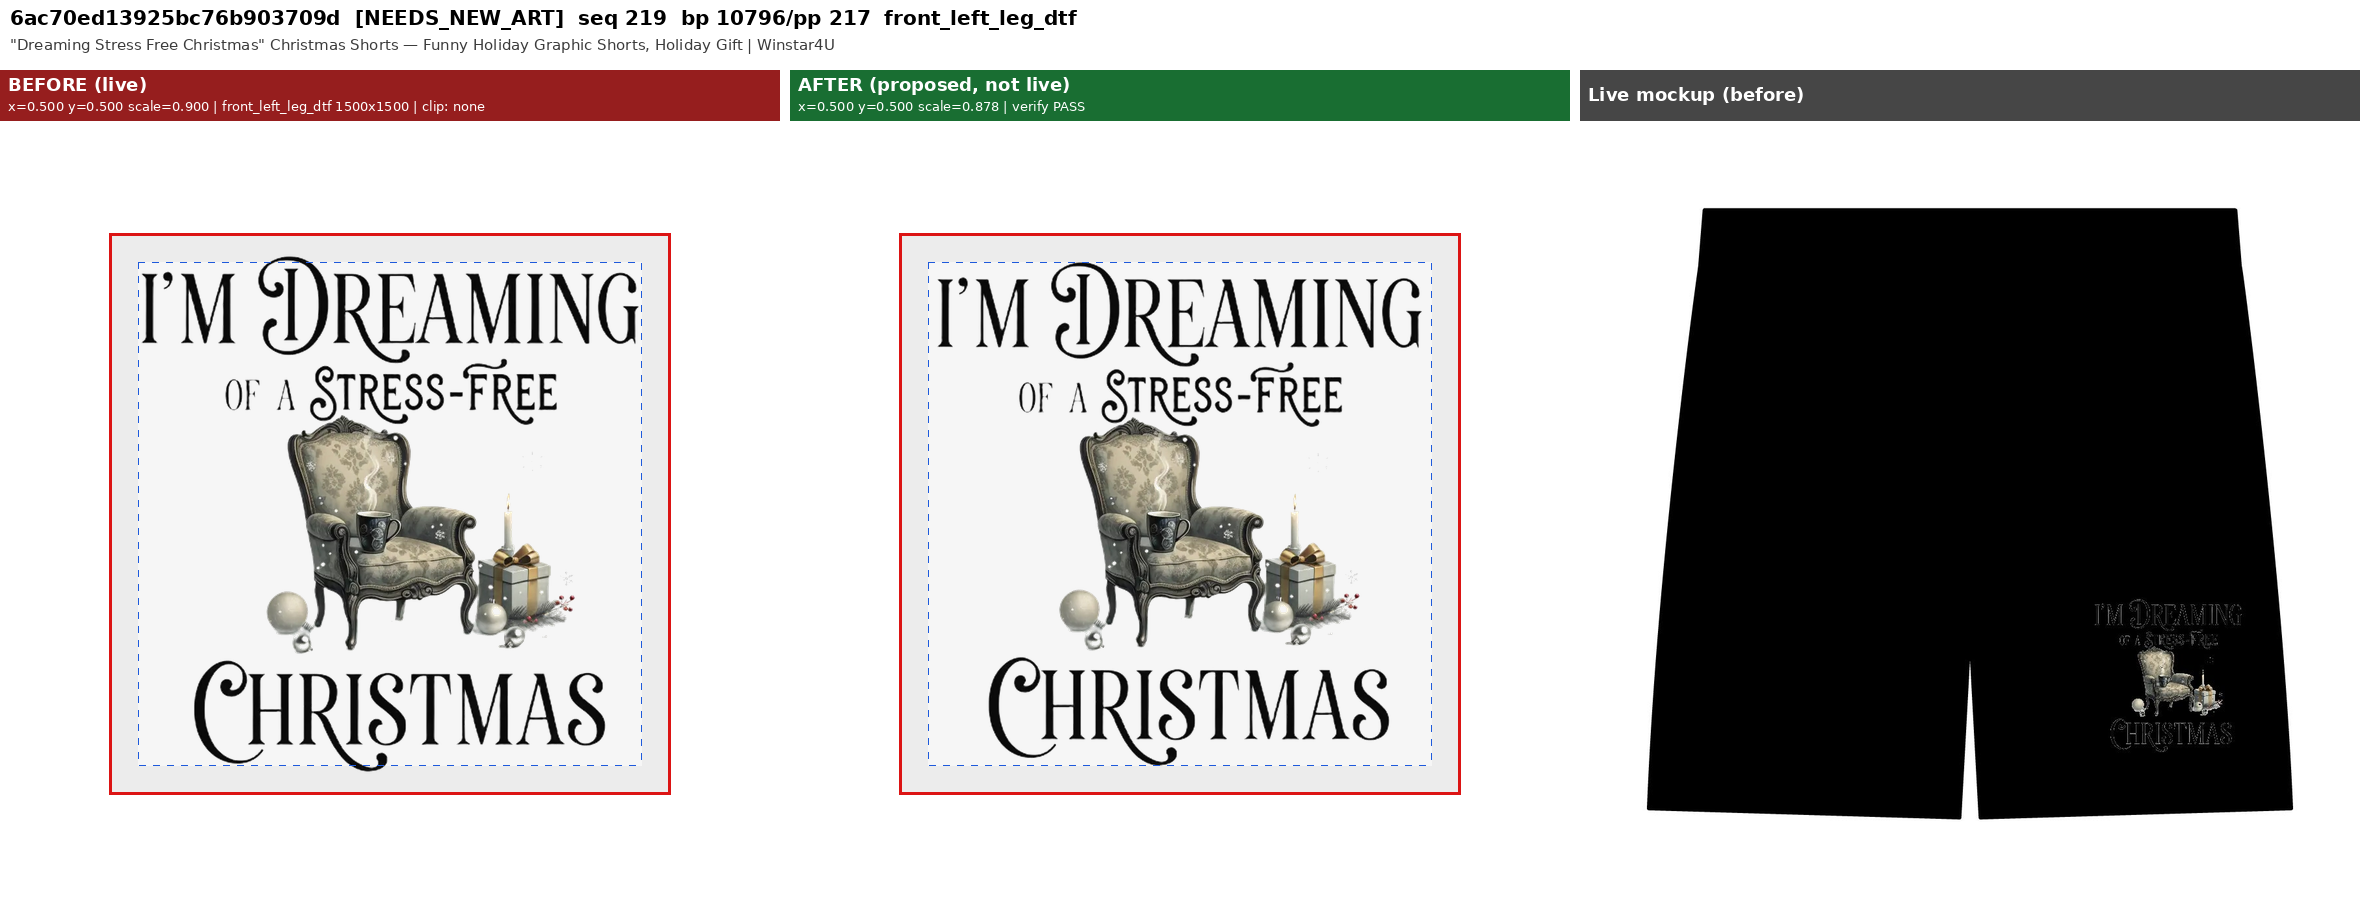 6ac70ed13925bc76b903709d [NEEDS_NEW_ART] seq 219 bp 10796/pp 217 front_left_leg_dtf
"Dreaming Stress Free Christmas" Christmas Shorts — Funny Holiday Graphic Shorts, Holiday Gift | Winstar4U
BEFORE (live)
x=0.500 y=0.500 scale=0.900 | front_left_leg_dtf 1500x1500 | clip: none
AFTER (proposed, not live)
x=0.500 y=0.500 scale=0.878 | verify PASS
Live mockup (before)
I'M DREAMING
OF A STRESS-FREE
CHRISTMAS
I'M DREAMING
OF A STRESS-FREE
CHRISTMAS
I'M DREAMING
OF A STRESS-FREE
CHRISTMAS